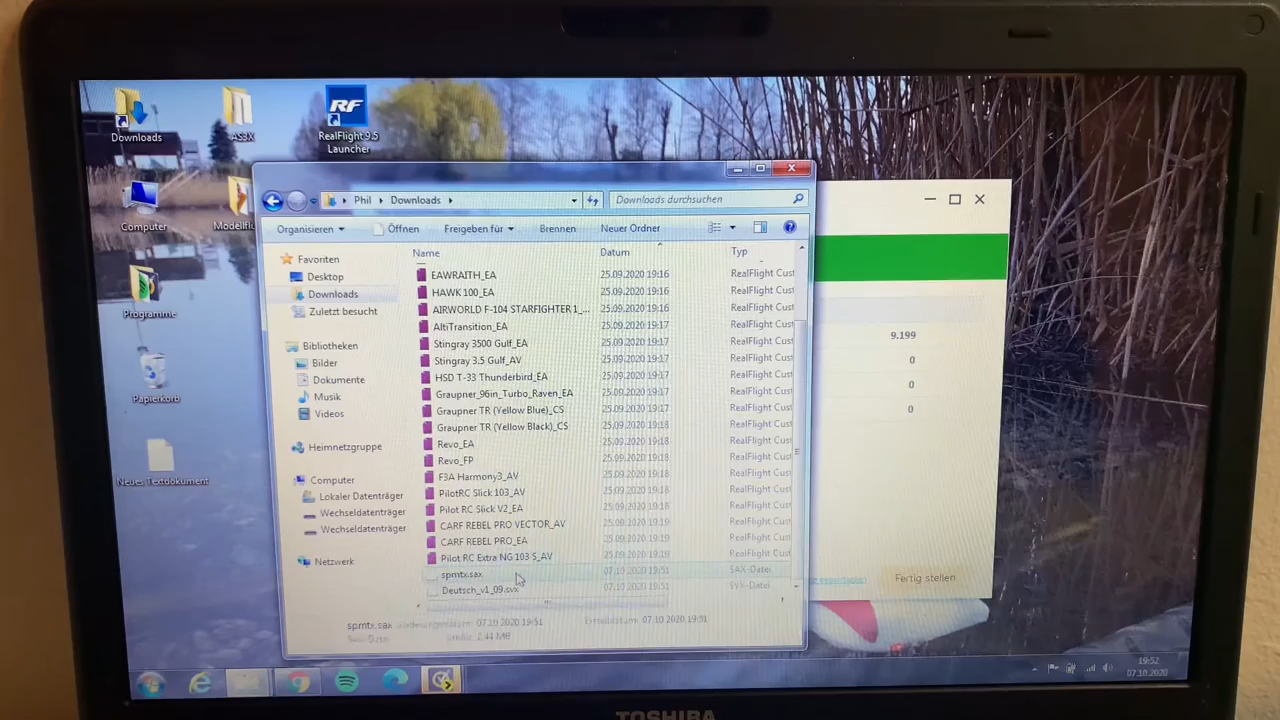 Downloads
AS3X
RF
RealFlight 9.5
Launcher
Computer
Modellfl
Programme
Papierkorb
Neues Textdokument
Phil
Downloads
Downloads durchsuchen
Organisieren
Öffnen
Freigeben für
Brennen
Neuer Ordner
Favoriten
Desktop
Downloads
Zuletzt besucht
Bibliotheken
Bilder
Dokumente
Musik
Videos
Heimnetzgruppe
Computer
Lokaler Datenträger
Wechseldatenträger
Wechseldatenträger
Netzwerk
Name Datum Typ
EAWRAITH_EA 25.09.2020 19:16 RealFlight Cust
HAWK 100_EA 25.09.2020 19:16 RealFlight Cust
AIRWORLD F-104 STARFIGHTER 1_... 25.09.2020 19:16 RealFlight Cust
AltiTransition_EA 25.09.2020 19:17 RealFlight Cust
Stingray 3500 Gulf_EA 25.09.2020 19:17 RealFlight Cust
Stingray 3.5 Gulf_AV 25.09.2020 19:17 RealFlight Cust
HSD T-33 Thunderbird_EA 25.09.2020 19:17 RealFlight Cust
Graupner_96in_Turbo_Raven_EA 25.09.2020 19:17 RealFlight Cust
Graupner TR (Yellow Blue)_CS 25.09.2020 19:17 RealFlight Cust
Graupner TR (Yellow Black)_CS 25.09.2020 19:18 RealFlight Cust
Revo_EA 25.09.2020 19:18 RealFlight Cust
Revo_FP 25.09.2020 19:18 RealFlight Cust
F3A Harmony3_AV 25.09.2020 19:18 RealFlight Cust
PilotRC Slick 103_AV 25.09.2020 19:18 RealFlight Cust
Pilot RC Slick V2_EA 25.09.2020 19:18 RealFlight Cust
CARF REBEL PRO VECTOR_AV 25.09.2020 19:19 RealFlight Cust
CARF REBEL PRO_EA 25.09.2020 19:19 RealFlight Cust
Pilot RC Extra NG 103 S_AV 25.09.2020 19:19 RealFlight Cust
spmtx.sax 07.10.2020 19:51 SAX-Datei
Deutsch_v1_09.svx 07.10.2020 19:51 SVX-Datei
spmtx.sax Änderungsdatum: 07.10.2020 19:51 Erstelldatum: 07.10.2020 19:51
SAX-Datei Größe: 2,44 MB
9.199
0
0
0
Fertig stellen
19:52
07.10.2020
TOSHIBA